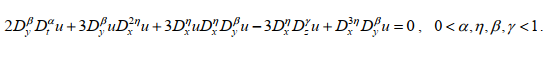 2D_y^β D_t^α u + 3D_y^β u D_x^{2η} u + 3D_x^η u D_x^η D_y^β u − 3D_x^η D_z^γ u + D_x^{3η} D_y^β u = 0 , 0 < α, η, β, γ < 1.